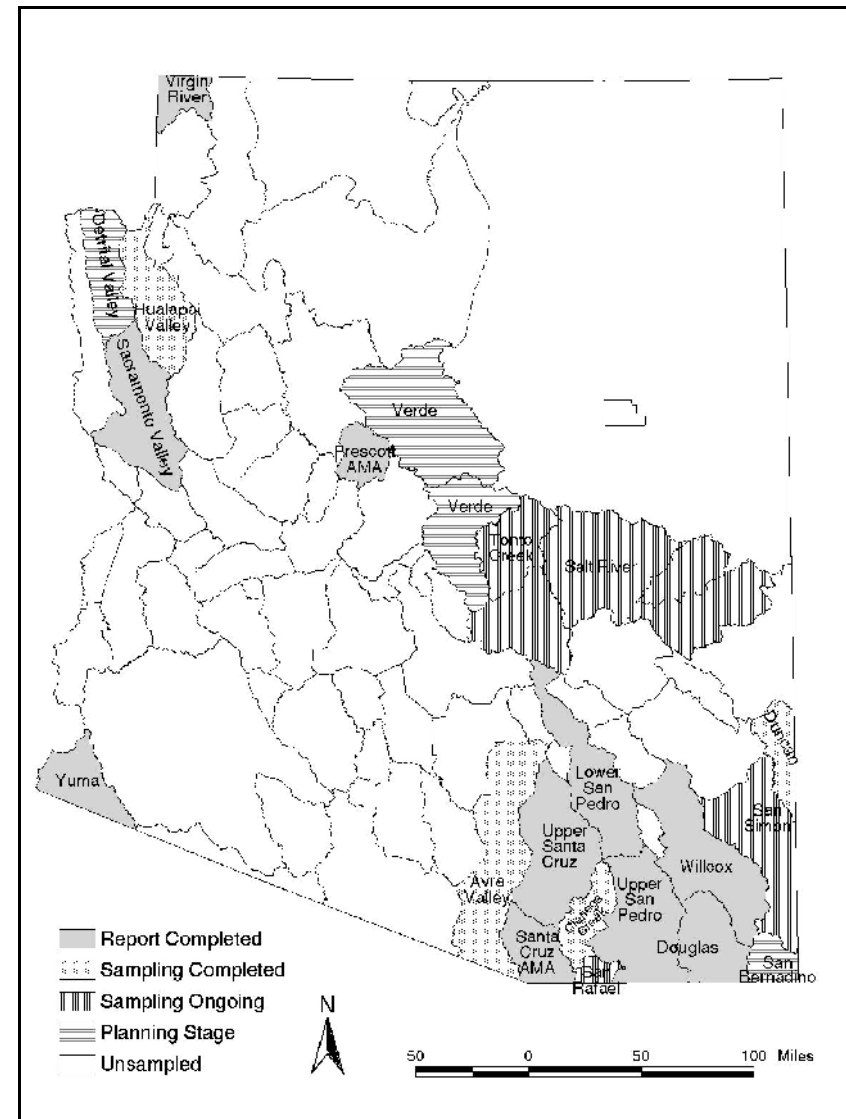 Virgin
River
Detrital Valley
Hualapai
Valley
Sacramento Valley
Verde
Prescott
AMA
Verde
Tonto
Creek
Salt River
Duncan
Yuma
Lower
San
Pedro
San
Simon
Upper
Santa
Cruz
Willcox
Avra
Valley
Upper
San
Pedro
Cienega
Creek
Santa
Cruz
AMA
Douglas
San
Rafael
San
Bernadino
Report Completed
Sampling Completed
Sampling Ongoing
Planning Stage
Unsampled
N
50 0 50 100 Miles